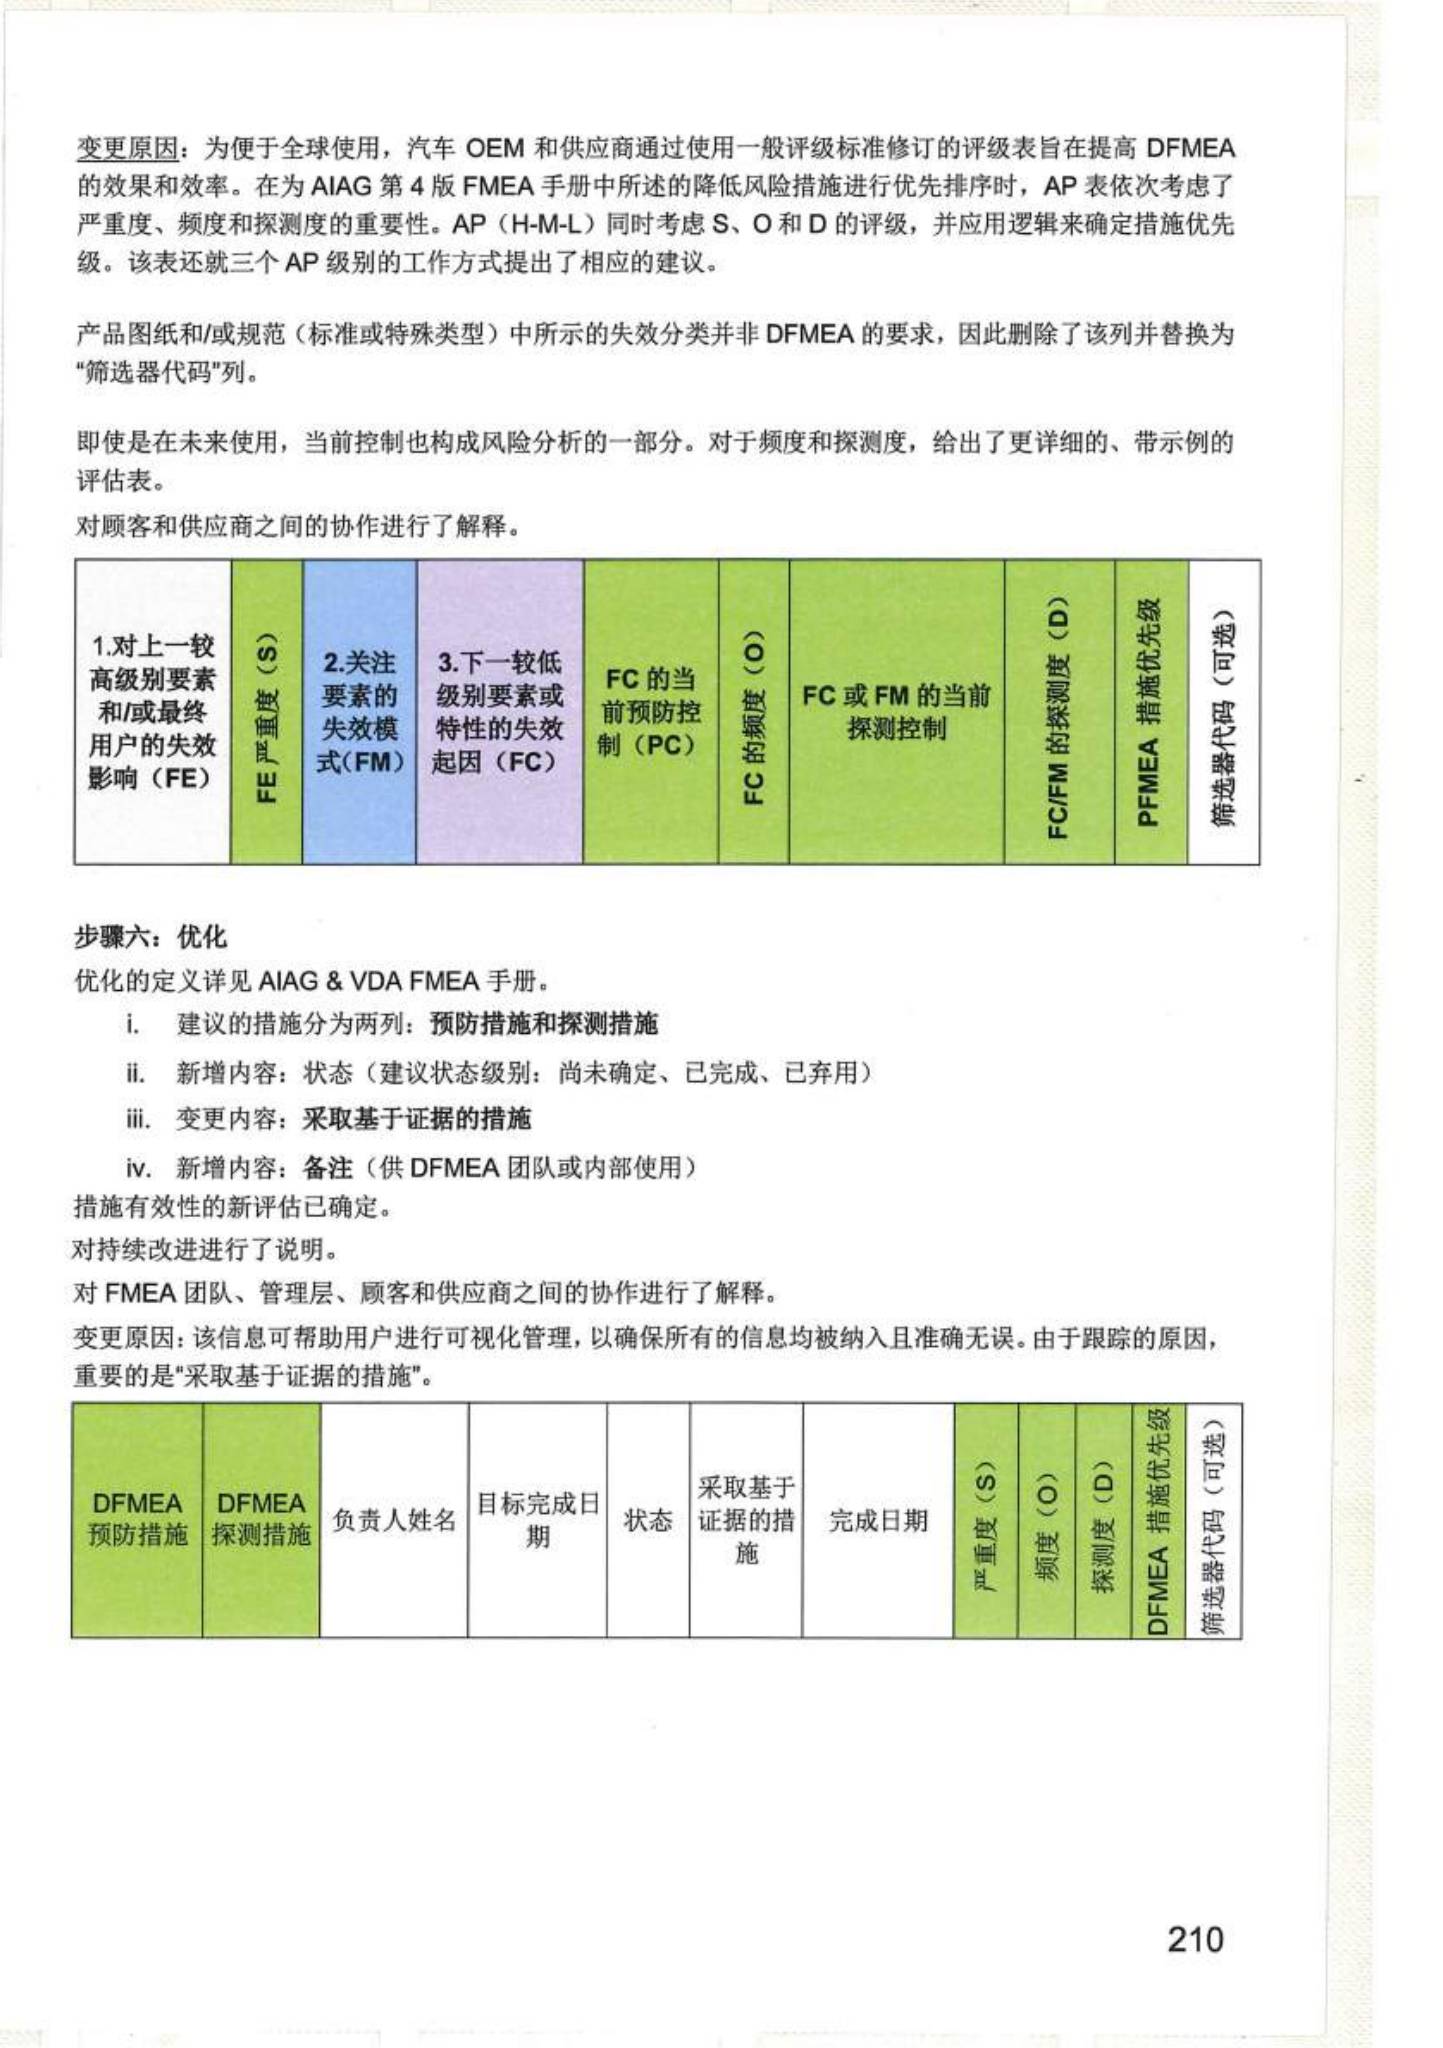 变更原因：为便于全球使用，汽车 OEM 和供应商通过使用一般评级标准修订的评级表旨在提高 DFMEA
的效果和效率。在为 AIAG 第 4 版 FMEA 手册中所述的降低风险措施进行优先排序时，AP 表依次考虑了
严重度、频度和探测度的重要性。AP（H-M-L）同时考虑 S、O 和 D 的评级，并应用逻辑来确定措施优先
级。该表还就三个 AP 级别的工作方式提出了相应的建议。
产品图纸和/或规范（标准或特殊类型）中所示的失效分类并非 DFMEA 的要求，因此删除了该列并替换为
“筛选器代码”列。
即使是在未来使用，当前控制也构成风险分析的一部分。对于频度和探测度，给出了更详细的、带示例的
评估表。
对顾客和供应商之间的协作进行了解释。
1.对上一较
高级别要素
和/或最终
用户的失效
影响（FE）
FE 严重度（S）
2.关注
要素的
失效模
式(FM）
3.下一较低
级别要素或
特性的失效
起因（FC）
FC 的当
前预防控
制（PC）
FC 的频度（O）
FC 或 FM 的当前
探测控制
FC/FM 的探测度（D）
PFMEA 措施优先级
筛选器代码（可选）
步骤六：优化
优化的定义详见 AIAG & VDA FMEA 手册。
i. 建议的措施分为两列：预防措施和探测措施
ii. 新增内容：状态（建议状态级别：尚未确定、已完成、已弃用）
iii. 变更内容：采取基于证据的措施
iv. 新增内容：备注（供 DFMEA 团队或内部使用）
措施有效性的新评估已确定。
对持续改进进行了说明。
对 FMEA 团队、管理层、顾客和供应商之间的协作进行了解释。
变更原因：该信息可帮助用户进行可视化管理，以确保所有的信息均被纳入且准确无误。由于跟踪的原因，
重要的是“采取基于证据的措施”。
DFMEA
预防措施
DFMEA
探测措施
负责人姓名
目标完成日
期
状态
采取基于
证据的措
施
完成日期
严重度（S）
频度（O）
探测度（D）
DFMEA 措施优先级
筛选器代码（可选）
210